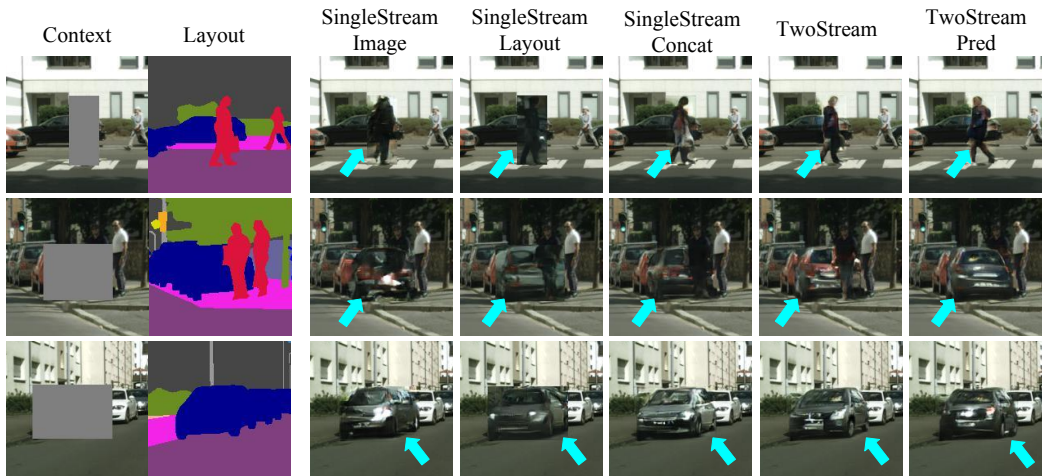 Context
Layout
SingleStream
Image
SingleStream
Layout
SingleStream
Concat
TwoStream
TwoStream
Pred